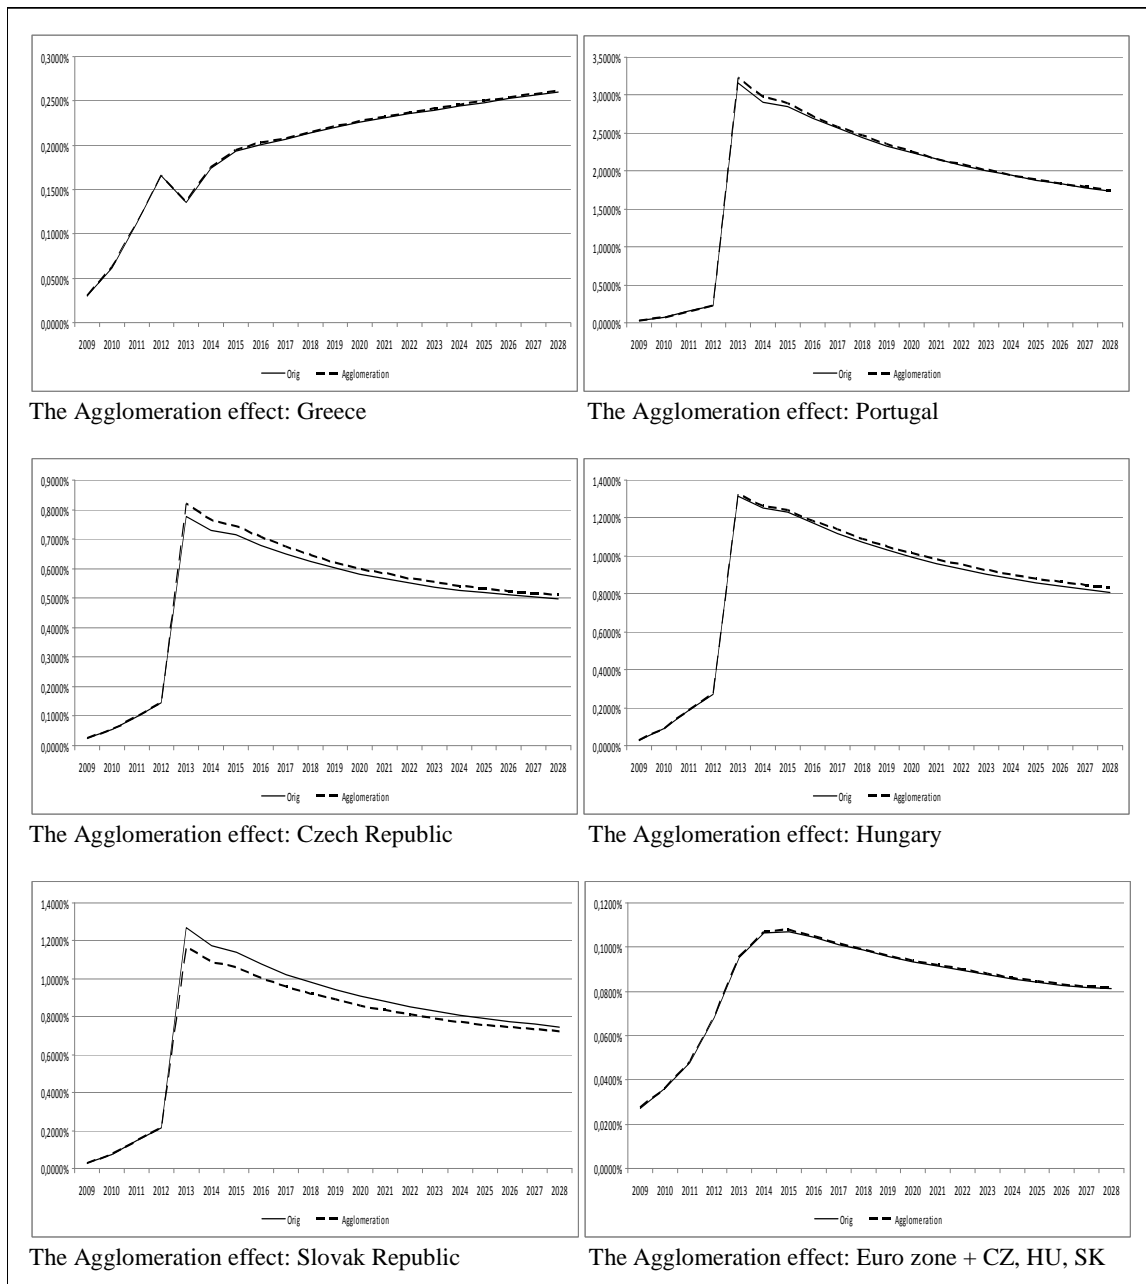 0,3000%
0,2500%
0,2000%
0,1500%
0,1000%
0,0500%
0,0000%
2009 2010 2011 2012 2013 2014 2015 2016 2017 2018 2019 2020 2021 2022 2023 2024 2025 2026 2027 2028
Orig Agglomeration
The Agglomeration effect: Greece
3,5000%
3,0000%
2,5000%
2,0000%
1,5000%
1,0000%
0,5000%
0,0000%
2009 2010 2011 2012 2013 2014 2015 2016 2017 2018 2019 2020 2021 2022 2023 2024 2025 2026 2027 2028
Orig Agglomeration
The Agglomeration effect: Portugal
0,9000%
0,8000%
0,7000%
0,6000%
0,5000%
0,4000%
0,3000%
0,2000%
0,1000%
0,0000%
2009 2010 2011 2012 2013 2014 2015 2016 2017 2018 2019 2020 2021 2022 2023 2024 2025 2026 2027 2028
Orig Agglomeration
The Agglomeration effect: Czech Republic
1,4000%
1,2000%
1,0000%
0,8000%
0,6000%
0,4000%
0,2000%
0,0000%
2009 2010 2011 2012 2013 2014 2015 2016 2017 2018 2019 2020 2021 2022 2023 2024 2025 2026 2027 2028
Orig Agglomeration
The Agglomeration effect: Hungary
1,4000%
1,2000%
1,0000%
0,8000%
0,6000%
0,4000%
0,2000%
0,0000%
2009 2010 2011 2012 2013 2014 2015 2016 2017 2018 2019 2020 2021 2022 2023 2024 2025 2026 2027 2028
Orig Agglomeration
The Agglomeration effect: Slovak Republic
0,1200%
0,1000%
0,0800%
0,0600%
0,0400%
0,0200%
0,0000%
2009 2010 2011 2012 2013 2014 2015 2016 2017 2018 2019 2020 2021 2022 2023 2024 2025 2026 2027 2028
Orig Agglomeration
The Agglomeration effect: Euro zone + CZ, HU, SK